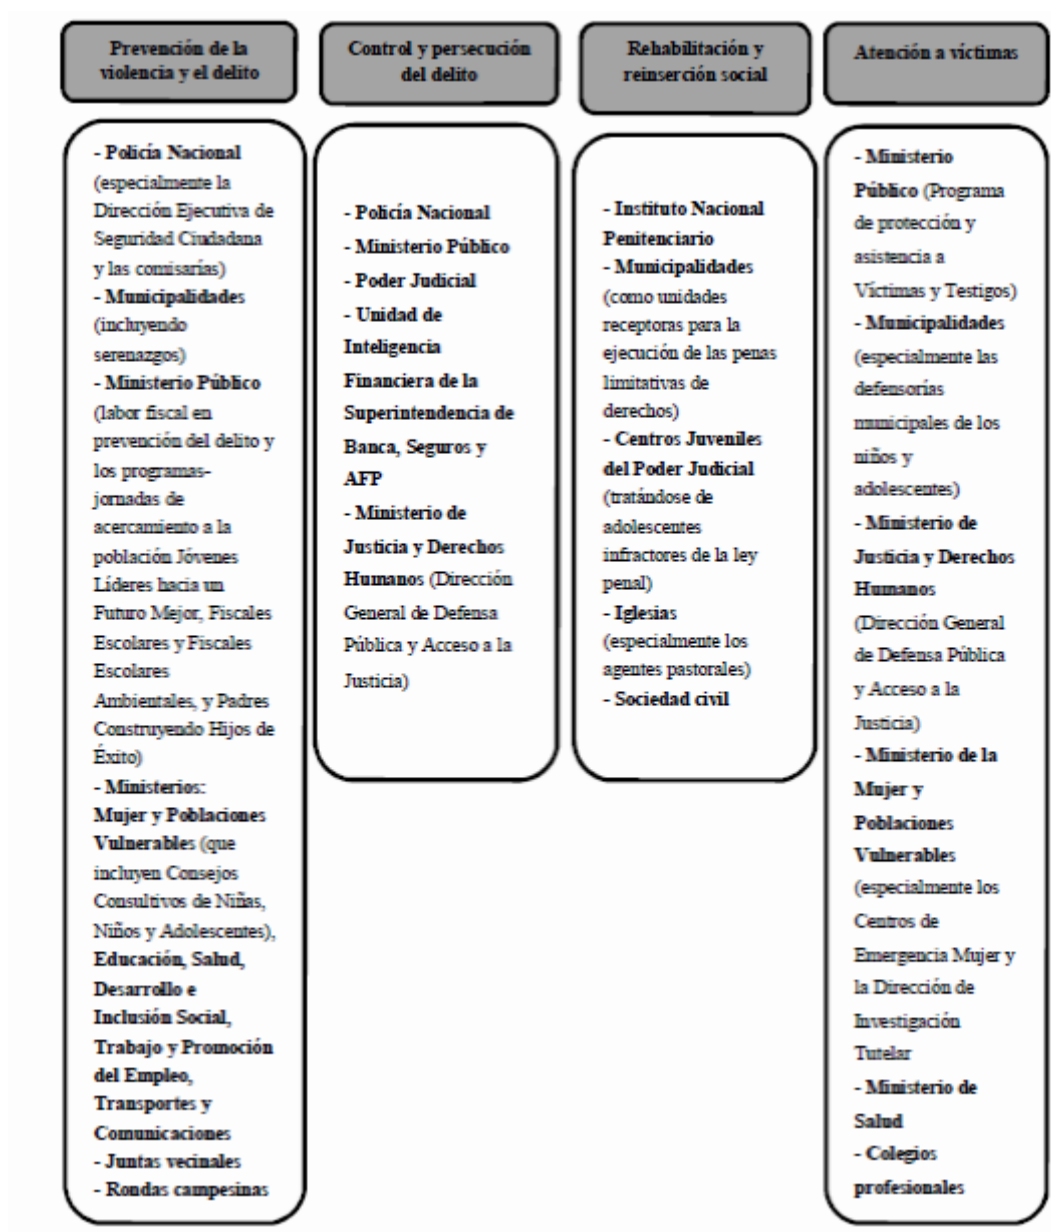 Prevención de la
violencia y el delito
- Policía Nacional
(especialmente la
Dirección Ejecutiva de
Seguridad Ciudadana
y las comisarías)
- Municipalidades
(incluyendo
serenazgos)
- Ministerio Público
(labor fiscal en
prevención del delito y
los programas-
jornadas de
acercamiento a la
población Jóvenes
Líderes hacia un
Futuro Mejor, Fiscales
Escolares y Fiscales
Escolares
Ambientales, y Padres
Construyendo Hijos de
Éxito)
- Ministerios:
Mujer y Poblaciones
Vulnerables (que
incluyen Consejos
Consultivos de Niñas,
Niños y Adolescentes),
Educación, Salud,
Desarrollo e
Inclusión Social,
Trabajo y Promoción
del Empleo,
Transportes y
Comunicaciones
- Juntas vecinales
- Rondas campesinas
Control y persecución
del delito
- Policía Nacional
- Ministerio Público
- Poder Judicial
- Unidad de
Inteligencia
Financiera de la
Superintendencia de
Banca, Seguros y
AFP
- Ministerio de
Justicia y Derechos
Humanos (Dirección
General de Defensa
Pública y Acceso a la
Justicia)
Rehabilitación y
reinserción social
- Instituto Nacional
Penitenciario
- Municipalidades
(como unidades
receptoras para la
ejecución de las penas
limitativas de
derechos)
- Centros Juveniles
del Poder Judicial
(tratándose de
adolescentes
infractores de la ley
penal)
- Iglesias
(especialmente los
agentes pastorales)
- Sociedad civil
Atención a víctimas
- Ministerio
Público (Programa
de protección y
asistencia a
Víctimas y Testigos)
- Municipalidades
(especialmente las
defensorías
municipales de los
niños y
adolescentes)
- Ministerio de
Justicia y Derechos
Humanos
(Dirección General
de Defensa Pública
y Acceso a la
Justicia)
- Ministerio de la
Mujer y
Poblaciones
Vulnerables
(especialmente los
Centros de
Emergencia Mujer y
la Dirección de
Investigación
Tutelar
- Ministerio de
Salud
- Colegios
profesionales